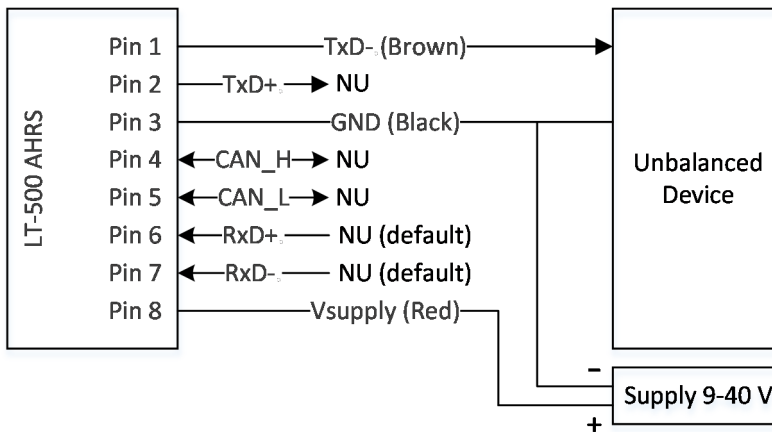 LT-500 AHRS
Pin 1 TxD- (Brown)
Pin 2 TxD+ NU
Pin 3 GND (Black)
Pin 4 CAN_H NU
Pin 5 CAN_L NU
Pin 6 RxD+ NU (default)
Pin 7 RxD- NU (default)
Pin 8 Vsupply (Red)
Unbalanced
Device
-
Supply 9-40 V
+